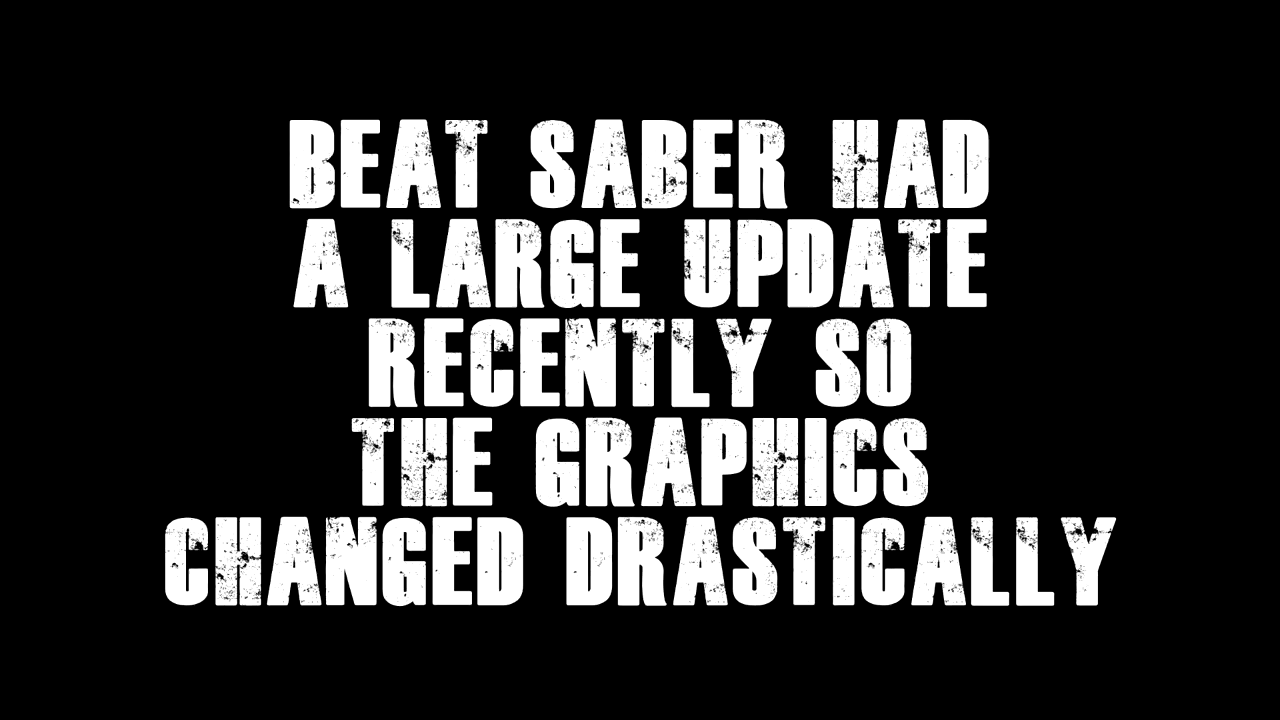 BEAT SABER HAD
A LARGE UPDATE
RECENTLY SO
THE GRAPHICS
CHANGED DRASTICALLY